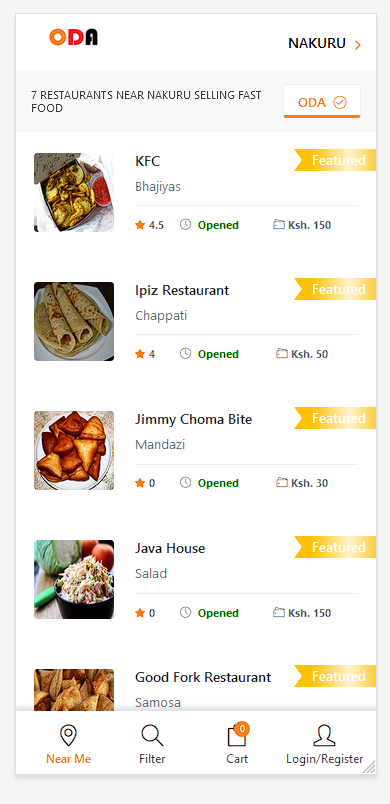 ODA
NAKURU
7 RESTAURANTS NEAR NAKURU SELLING FAST
FOOD
ODA
KFC
Featured
Bhajiyas
4.5 Opened Ksh. 150
Ipiz Restaurant
Featured
Chappati
4 Opened Ksh. 50
Jimmy Choma Bite
Featured
Mandazi
0 Opened Ksh. 30
Java House
Featured
Salad
0 Opened Ksh. 150
Good Fork Restaurant
Featured
Samosa
0
Near Me Filter Cart Login/Register